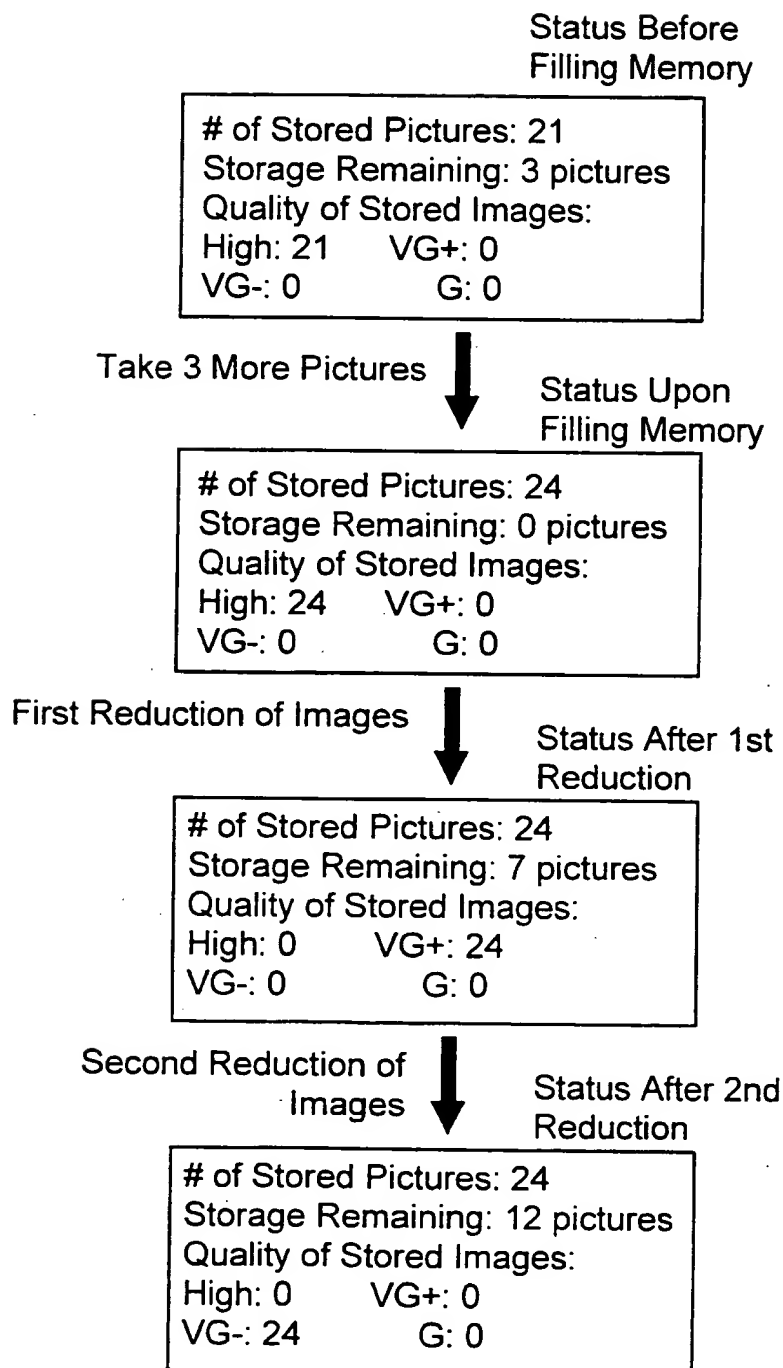 Status Before
Filling Memory
# of Stored Pictures: 21
Storage Remaining: 3 pictures
Quality of Stored Images:
High: 21 VG+: 0
VG-: 0 G: 0
Take 3 More Pictures
Status Upon
Filling Memory
# of Stored Pictures: 24
Storage Remaining: 0 pictures
Quality of Stored Images:
High: 24 VG+: 0
VG-: 0 G: 0
First Reduction of Images
Status After 1st
Reduction
# of Stored Pictures: 24
Storage Remaining: 7 pictures
Quality of Stored Images:
High: 0 VG+: 24
VG-: 0 G: 0
Second Reduction of
Images
Status After 2nd
Reduction
# of Stored Pictures: 24
Storage Remaining: 12 pictures
Quality of Stored Images:
High: 0 VG+: 0
VG-: 24 G: 0